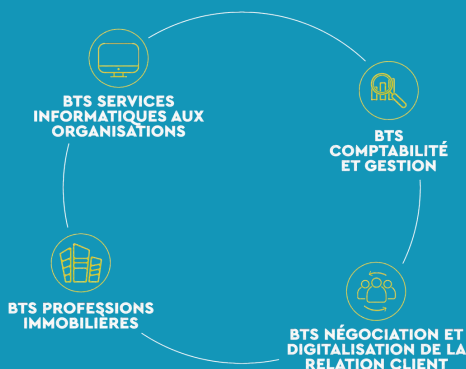 BTS SERVICES
INFORMATIQUES AUX
ORGANISATIONS
BTS
COMPTABILITÉ
ET GESTION
BTS PROFESSIONS
IMMOBILIÈRES
BTS NÉGOCIATION ET
DIGITALISATION DE LA
RELATION CLIENT